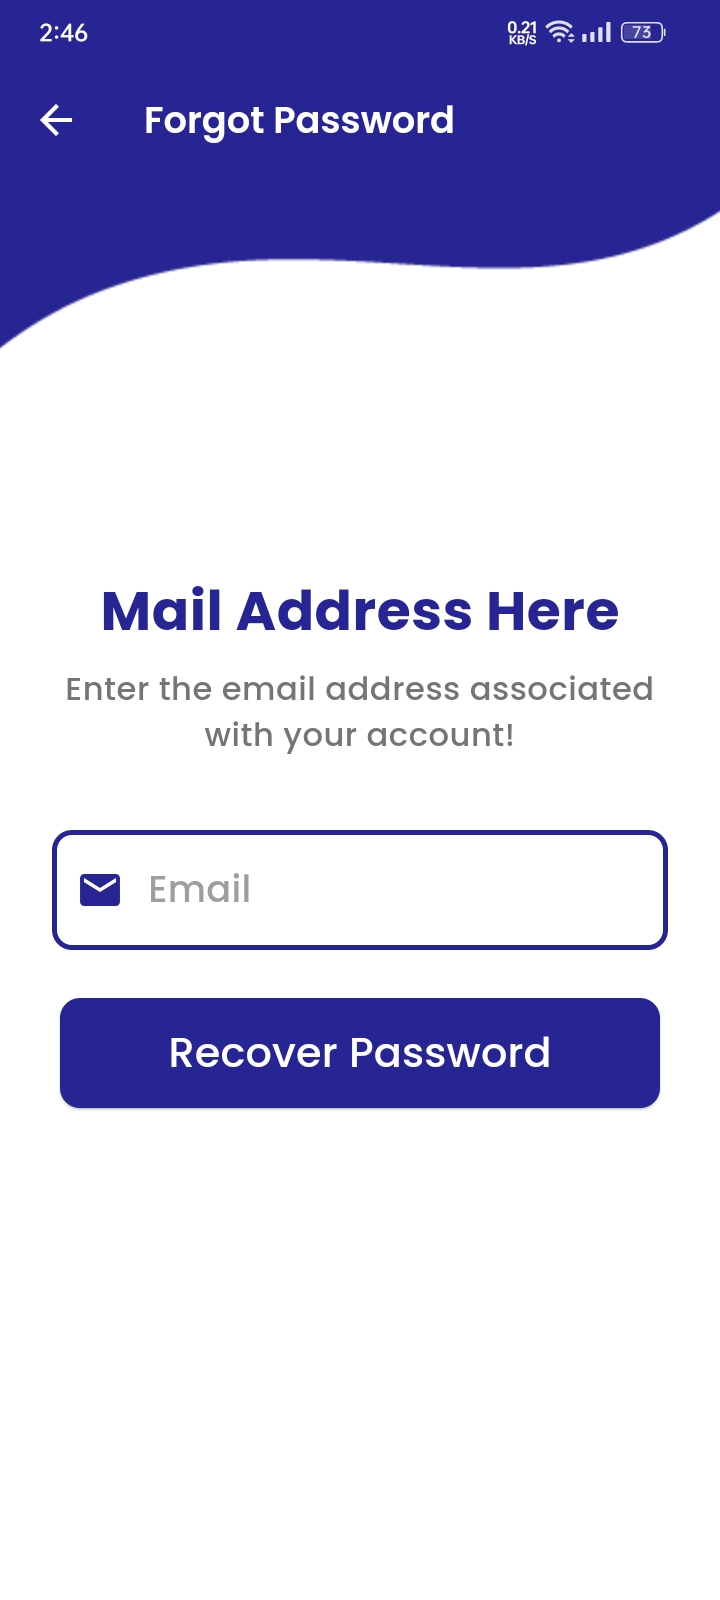 2:46
0.21
KB/S
73
Forgot Password
Mail Address Here
Enter the email address associated
with your account!
Email
Recover Password